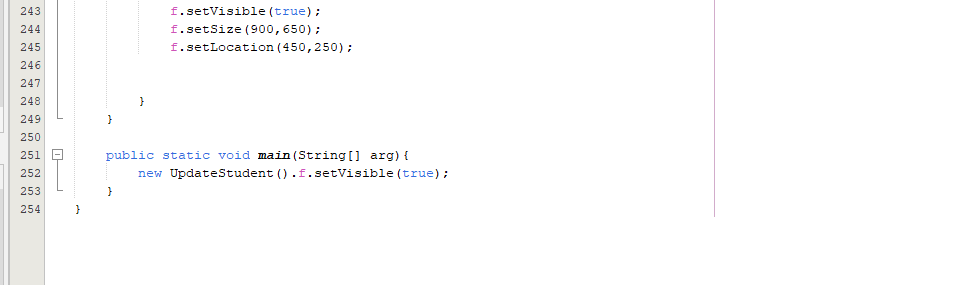 243 f.setVisible(true);
244 f.setSize(900,650);
245 f.setLocation(450,250);
246
247
248 }
249 }
250
251 public static void main(String[] arg){
252 new UpdateStudent().f.setVisible(true);
253 }
254 }